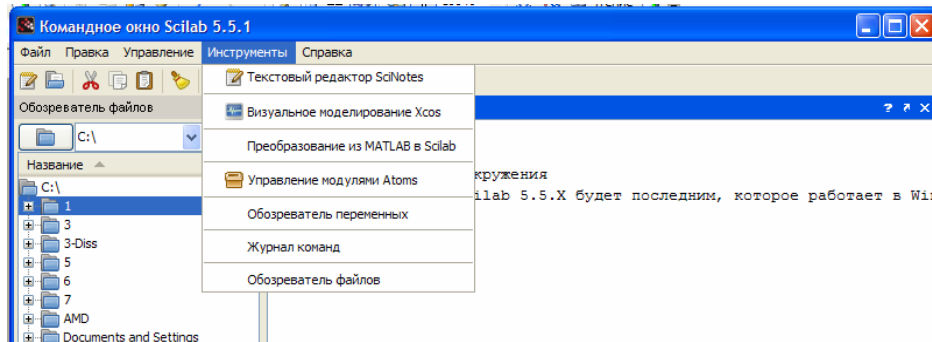 Командное окно Scilab 5.5.1
Файл Правка Управление Инструменты Справка
Обозреватель файлов
C:\
Название
C:\
1
3
3-Diss
5
6
7
AMD
Documents and Settings
Текстовый редактор SciNotes
Визуальное моделирование Xcos
Преобразование из MATLAB в Scilab
Управление модулями Atoms
Обозреватель переменных
Журнал команд
Обозреватель файлов
кружения
ilab 5.5.X будет последним, которое работает в Wi